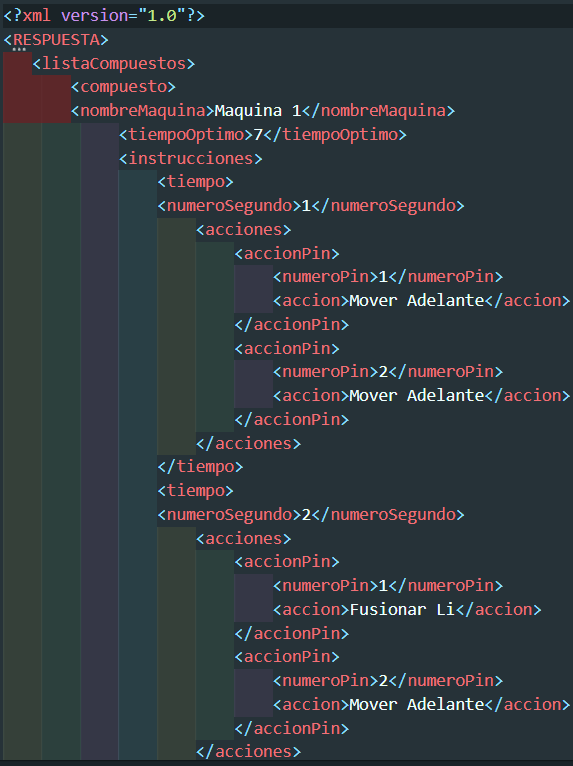 <?xml version="1.0"?>
<RESPUESTA>
<listaCompuestos>
<compuesto>
<nombreMaquina>Maquina 1</nombreMaquina>
<tiempoOptimo>7</tiempoOptimo>
<instrucciones>
<tiempo>
<numeroSegundo>1</numeroSegundo>
<acciones>
<accionPin>
<numeroPin>1</numeroPin>
<accion>Mover Adelante</accion>
</accionPin>
<accionPin>
<numeroPin>2</numeroPin>
<accion>Mover Adelante</accion>
</accionPin>
</acciones>
</tiempo>
<tiempo>
<numeroSegundo>2</numeroSegundo>
<acciones>
<accionPin>
<numeroPin>1</numeroPin>
<accion>Fusionar Li</accion>
</accionPin>
<accionPin>
<numeroPin>2</numeroPin>
<accion>Mover Adelante</accion>
</accionPin>
</acciones>